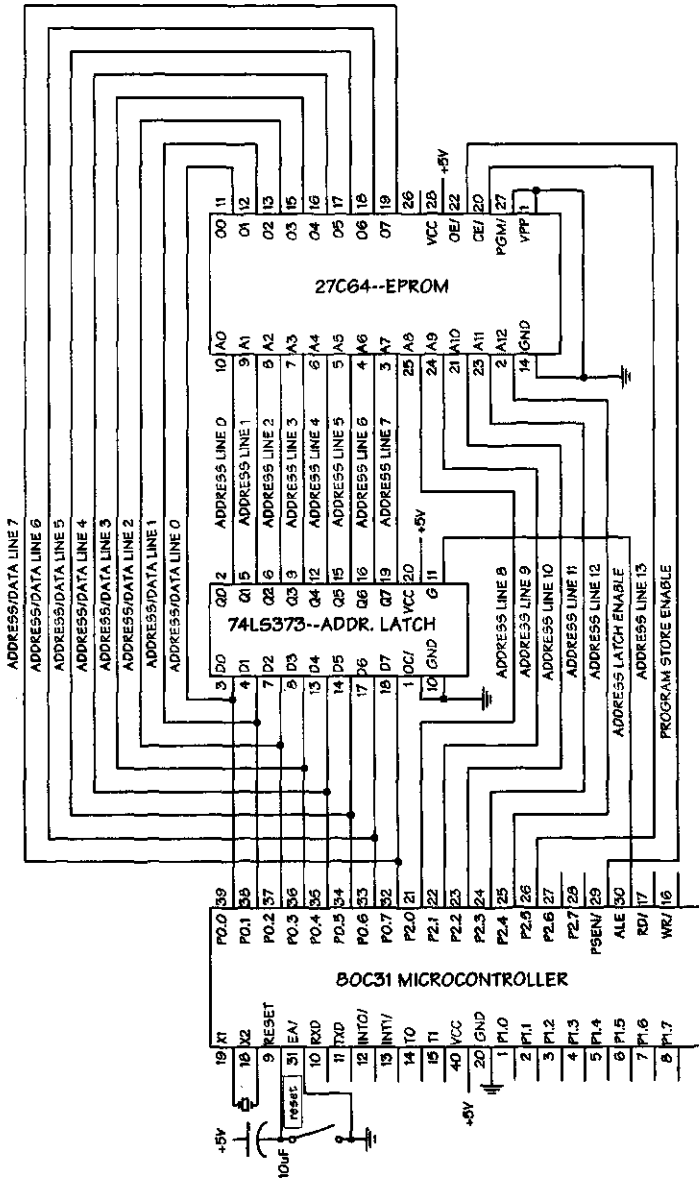 ADDRESS/DATA LINE 7
ADDRESS/DATA LINE 6
ADDRESS/DATA LINE 5
ADDRESS/DATA LINE 4
ADDRESS/DATA LINE 3
ADDRESS/DATA LINE 2
ADDRESS/DATA LINE 1
ADDRESS/DATA LINE 0
+5V
10uF
reset
19 X1
18 X2
9 RESET
31 EA/
10 RXD
11 TXD
12 INT0/
13 INT1/
14 T0
15 T1
40 VCC
+5V
20 GND
1 P1.0
2 P1.1
3 P1.2
4 P1.3
5 P1.4
6 P1.5
7 P1.6
8 P1.7
80C31 MICROCONTROLLER
P0.0 39
P0.1 38
P0.2 37
P0.3 36
P0.4 35
P0.5 34
P0.6 33
P0.7 32
P2.0 21
P2.1 22
P2.2 23
P2.3 24
P2.4 25
P2.5 26
P2.6 27
P2.7 28
PSEN/ 29
ALE 30
RD/ 17
WR/ 16
3 D0
4 D1
7 D2
8 D3
13 D4
14 D5
17 D6
18 D7
1 OC/
10 GND
74LS373--ADDR. LATCH
Q0 2
Q1 5
Q2 6
Q3 9
Q4 12
Q5 15
Q6 16
Q7 19
VCC 20
+5V
G 11
ADDRESS LINE 0
ADDRESS LINE 1
ADDRESS LINE 2
ADDRESS LINE 3
ADDRESS LINE 4
ADDRESS LINE 5
ADDRESS LINE 6
ADDRESS LINE 7
ADDRESS LINE 8
ADDRESS LINE 9
ADDRESS LINE 10
ADDRESS LINE 11
ADDRESS LINE 12
ADDRESS LATCH ENABLE
ADDRESS LINE 13
PROGRAM STORE ENABLE
10 A0
9 A1
8 A2
7 A3
6 A4
5 A5
4 A6
3 A7
25 A8
24 A9
21 A10
23 A11
2 A12
14 GND
27C64--EPROM
O0 11
O1 12
O2 13
O3 15
O4 16
O5 17
O6 18
O7 19
26
VCC 28
+5V
OE/ 22
CE/ 20
PGM/ 27
VPP 1